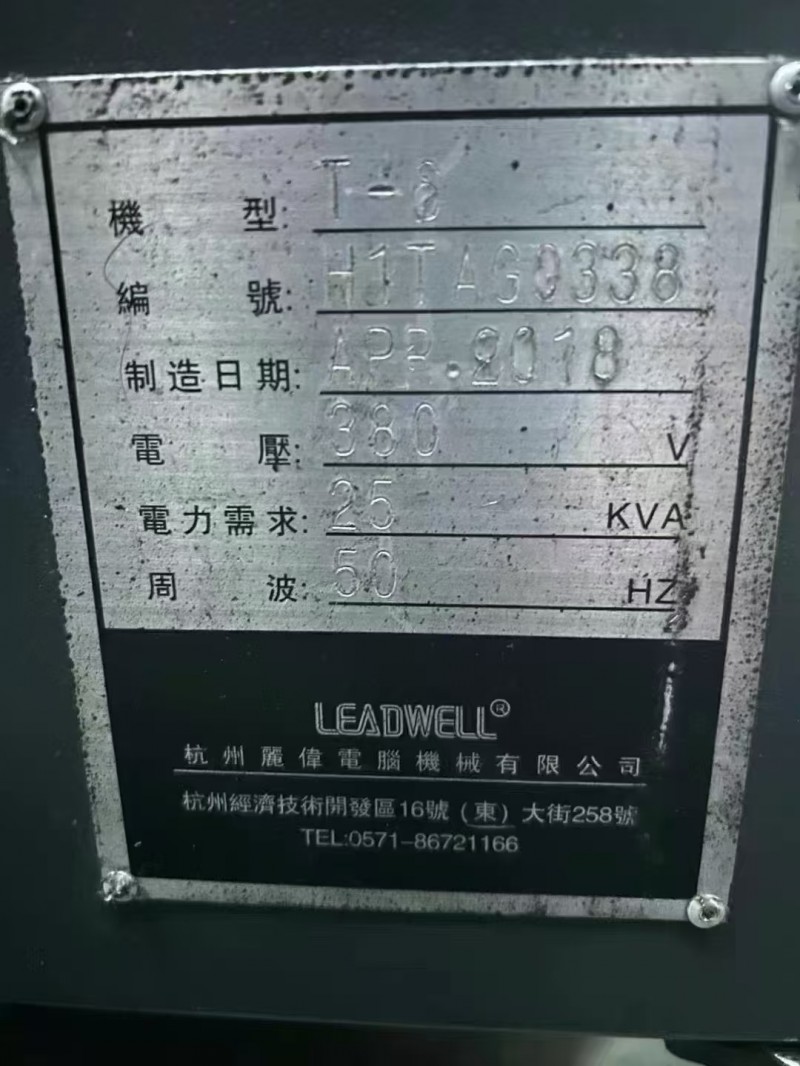 機 型: T-6
編 號: H1TAG0338
制造日期: APR.2018
電 壓: 380 V
電力需求: 25 KVA
周 波: 50 HZ
LEADWELL®
杭州麗偉電腦機械有限公司
杭州經濟技術開發區16號(東)大街258號
TEL:0571-86721166